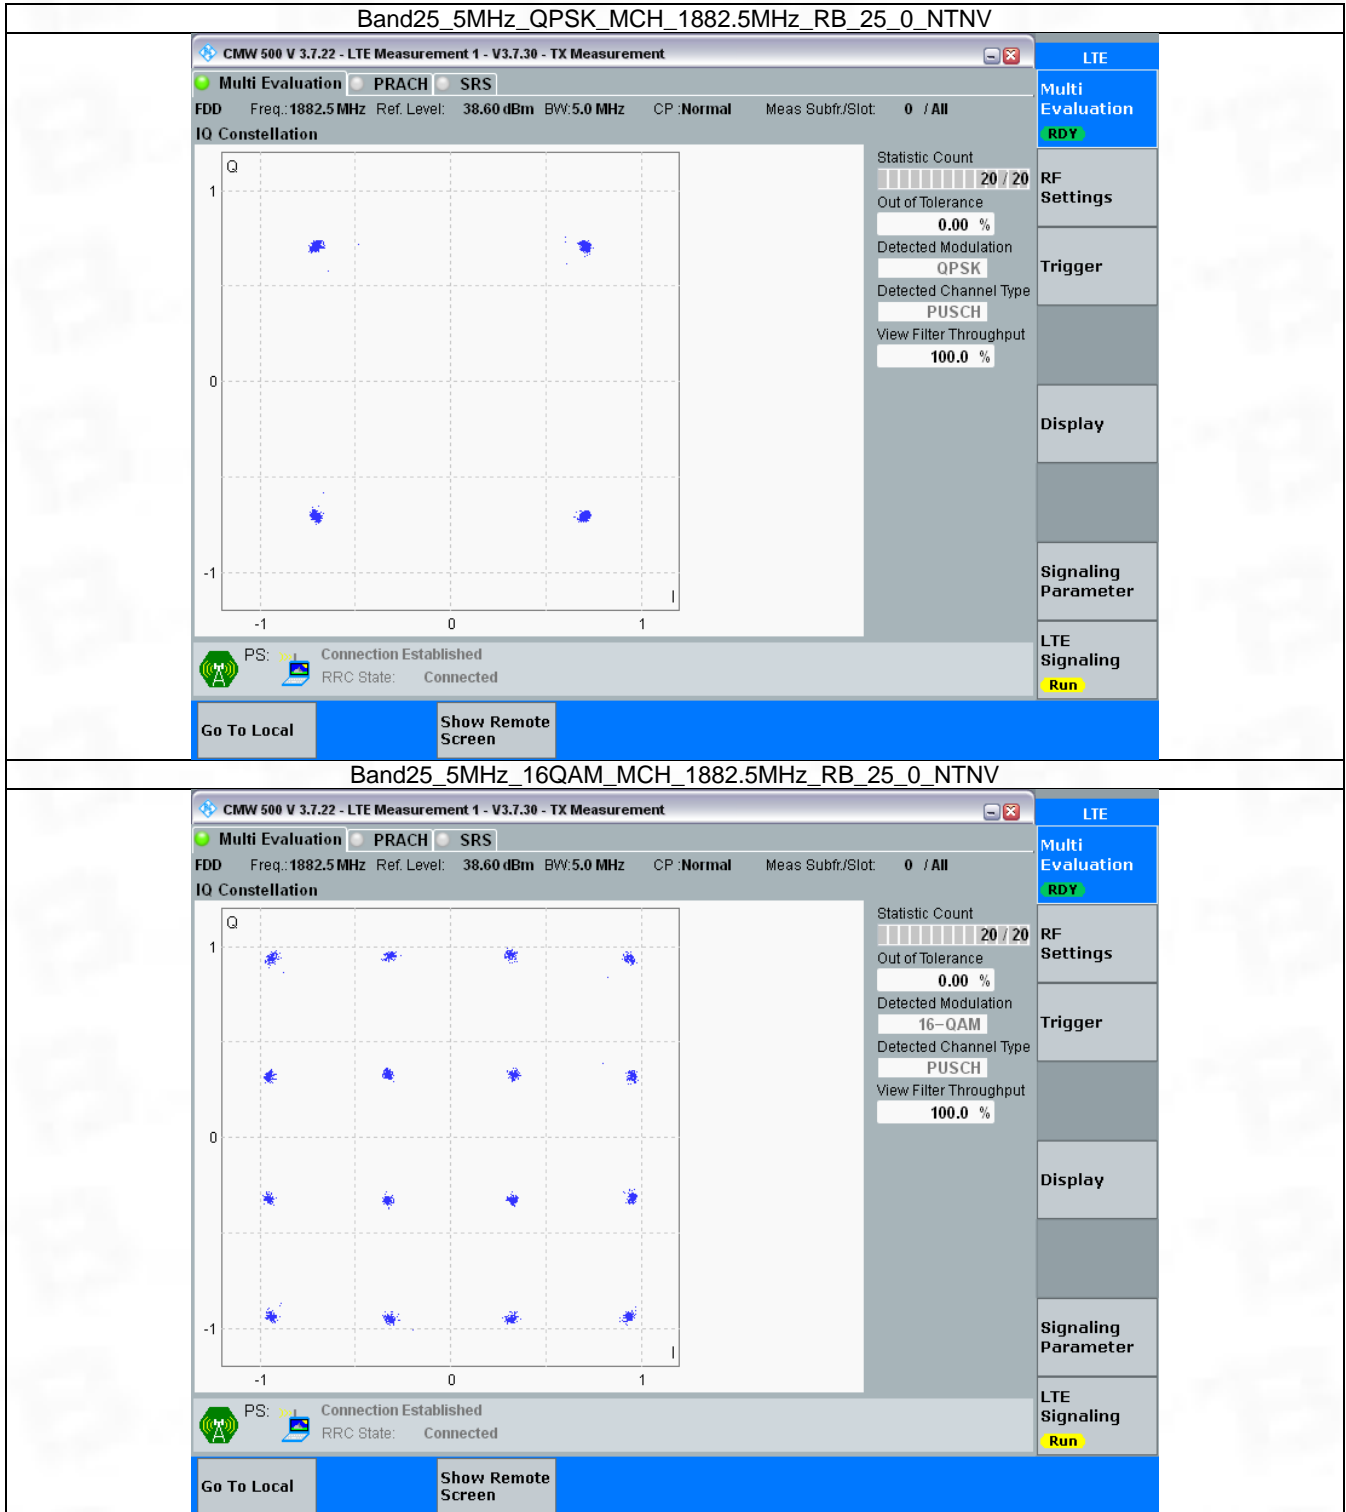 Band25_5MHz_QPSK_MCH_1882.5MHz_RB_25_0_NTNV
CMW 500 V 3.7.22 - LTE Measurement 1 - V3.7.30 - TX Measurement
LTE
Multi Evaluation PRACH SRS
Multi
Evaluation
RDY
FDD Freq.:1882.5 MHz Ref. Level: 38.60 dBm BW:5.0 MHz CP :Normal Meas Subfr./Slot: 0 / All
IQ Constellation
Q
1
0
-1
I
-1 0 1
Statistic Count
20 / 20
Out of Tolerance
0.00 %
Detected Modulation
QPSK
Detected Channel Type
PUSCH
View Filter Throughput
100.0 %
RF
Settings
Trigger
Display
Signaling
Parameter
LTE
Signaling
Run
PS: Connection Established
RRC State: Connected
Go To Local
Show Remote
Screen
Band25_5MHz_16QAM_MCH_1882.5MHz_RB_25_0_NTNV
CMW 500 V 3.7.22 - LTE Measurement 1 - V3.7.30 - TX Measurement
LTE
Multi Evaluation PRACH SRS
Multi
Evaluation
RDY
FDD Freq.:1882.5 MHz Ref. Level: 38.60 dBm BW:5.0 MHz CP :Normal Meas Subfr./Slot: 0 / All
IQ Constellation
Q
1
0
-1
I
-1 0 1
Statistic Count
20 / 20
Out of Tolerance
0.00 %
Detected Modulation
16-QAM
Detected Channel Type
PUSCH
View Filter Throughput
100.0 %
RF
Settings
Trigger
Display
Signaling
Parameter
LTE
Signaling
Run
PS: Connection Established
RRC State: Connected
Go To Local
Show Remote
Screen